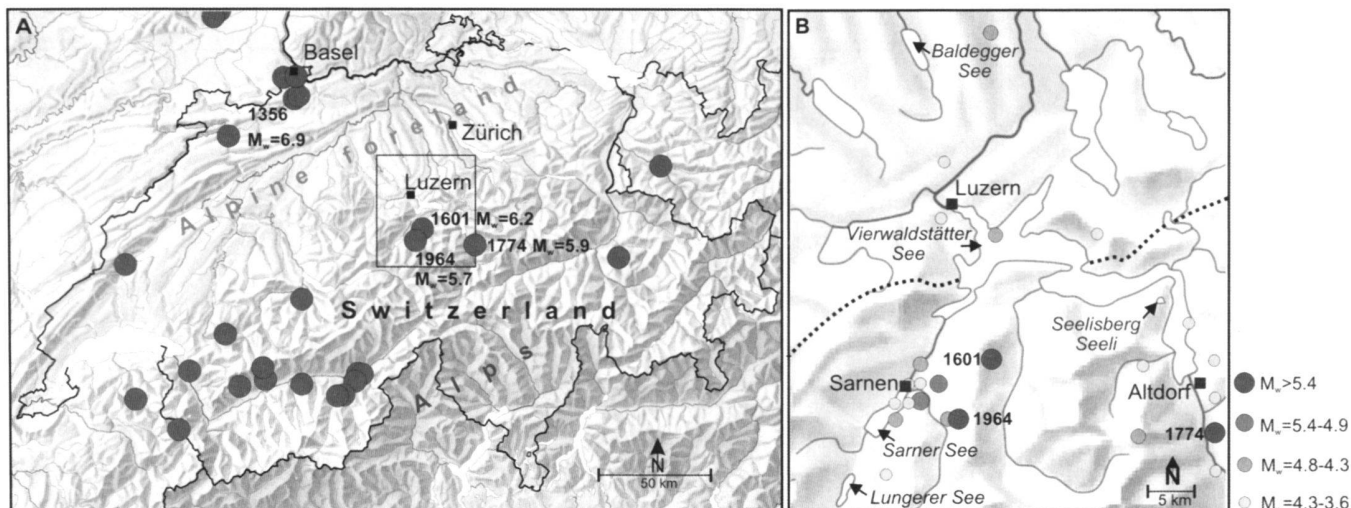 A
Basel
1356
Mw=6.9
Alpine foreland
Zürich
Luzern
1601 Mw=6.2
1774 Mw=5.9
1964
Mw=5.7
Switzerland
Alps
N
50 km
B
Baldegger
See
Luzern
Vierwaldstätter
See
Seelisberg
Seeli
1601
Sarnen
Altdorf
1964
1774
Sarner See
Lungerer See
N
5 km
Mw>5.4
Mw=5.4-4.9
Mw=4.8-4.3
Mw=4.3-3.6